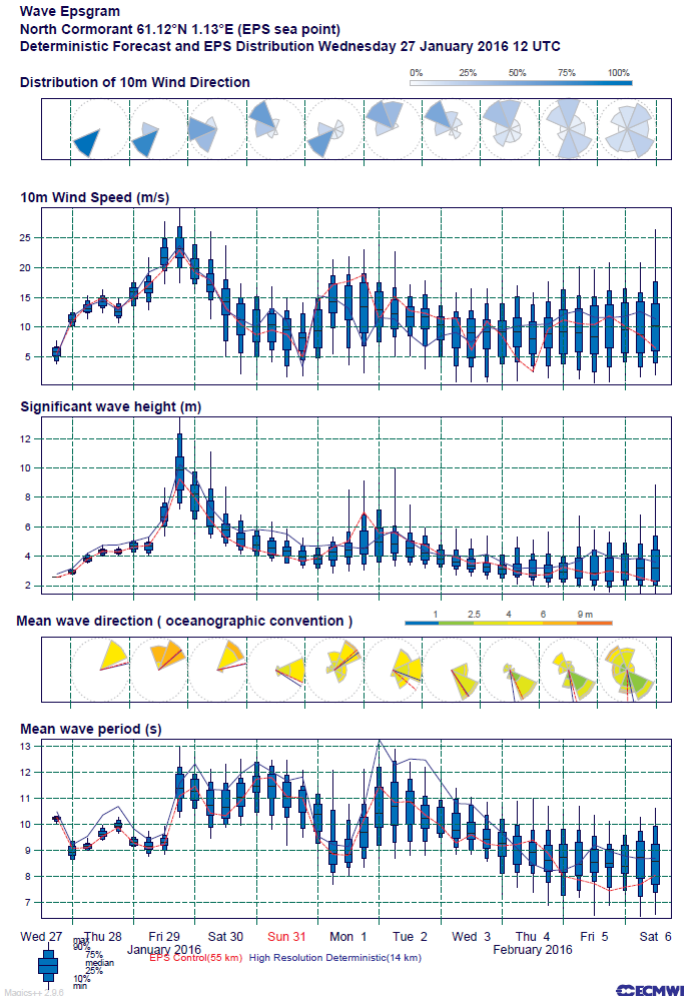 Wave Epsgram
North Cormorant 61.12°N 1.13°E (EPS sea point)
Deterministic Forecast and EPS Distribution Wednesday 27 January 2016 12 UTC
Distribution of 10m Wind Direction
0% 25% 50% 75% 100%
10m Wind Speed (m/s)
25
20
15
10
5
Significant wave height (m)
12
10
8
6
4
2
Mean wave direction ( oceanographic convention )
1 2.5 4 6 9 m
Mean wave period (s)
13
12
11
10
9
8
7
Wed 27 Thu 28 Fri 29 Sat 30 Sun 31 Mon 1 Tue 2 Wed 3 Thu 4 Fri 5 Sat 6
January 2016 February 2016
max
90%
75%
median
25%
10%
min
EPS Control(55 km) High Resolution Deterministic(14 km)
Magics++ 2.9.6
ECMWF